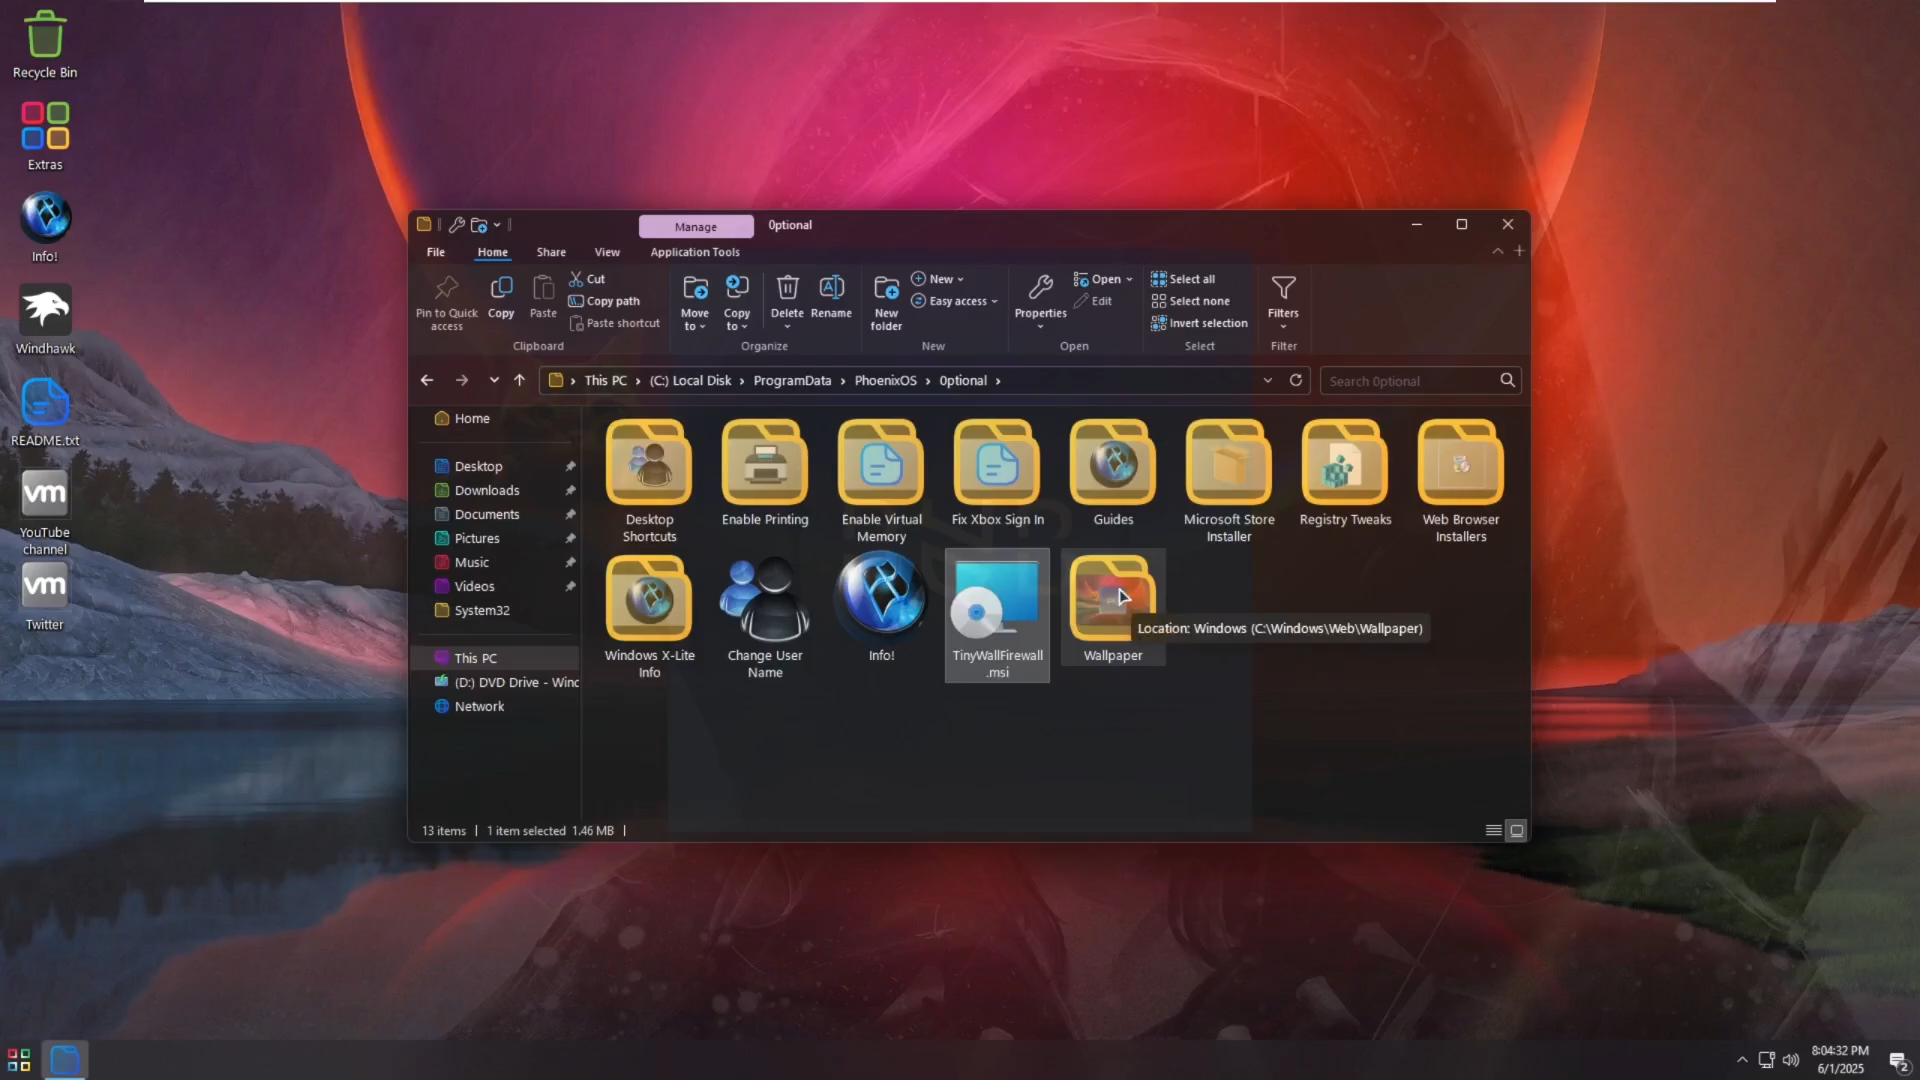 Recycle Bin
Extras
Info!
Windhawk
README.txt
vm
YouTube
channel
vm
Twitter
Manage
0ptional
File
Home
Share
View
Application Tools
Pin to Quick
access
Copy
Paste
Cut
Copy path
Paste shortcut
Clipboard
Move
to
Copy
to
Delete
Rename
Organize
New
folder
New
Easy access
New
Properties
Open
Edit
Open
Select all
Select none
Invert selection
Select
Filters
Filter
This PC
(C:) Local Disk
ProgramData
PhoenixOS
0ptional
Search 0ptional
Home
Desktop
Downloads
Documents
Pictures
Music
Videos
System32
This PC
(D:) DVD Drive - Winc
Network
Desktop
Shortcuts
Enable Printing
Enable Virtual
Memory
Fix Xbox Sign In
Guides
Microsoft Store
Installer
Registry Tweaks
Web Browser
Installers
Windows X-Lite
Info
Change User
Name
Info!
TinyWallFirewall
.msi
Wallpaper
Location: Windows (C:\Windows\Web\Wallpaper)
13 items
1 item selected 1.46 MB
8:04:32 PM
6/1/2025
2